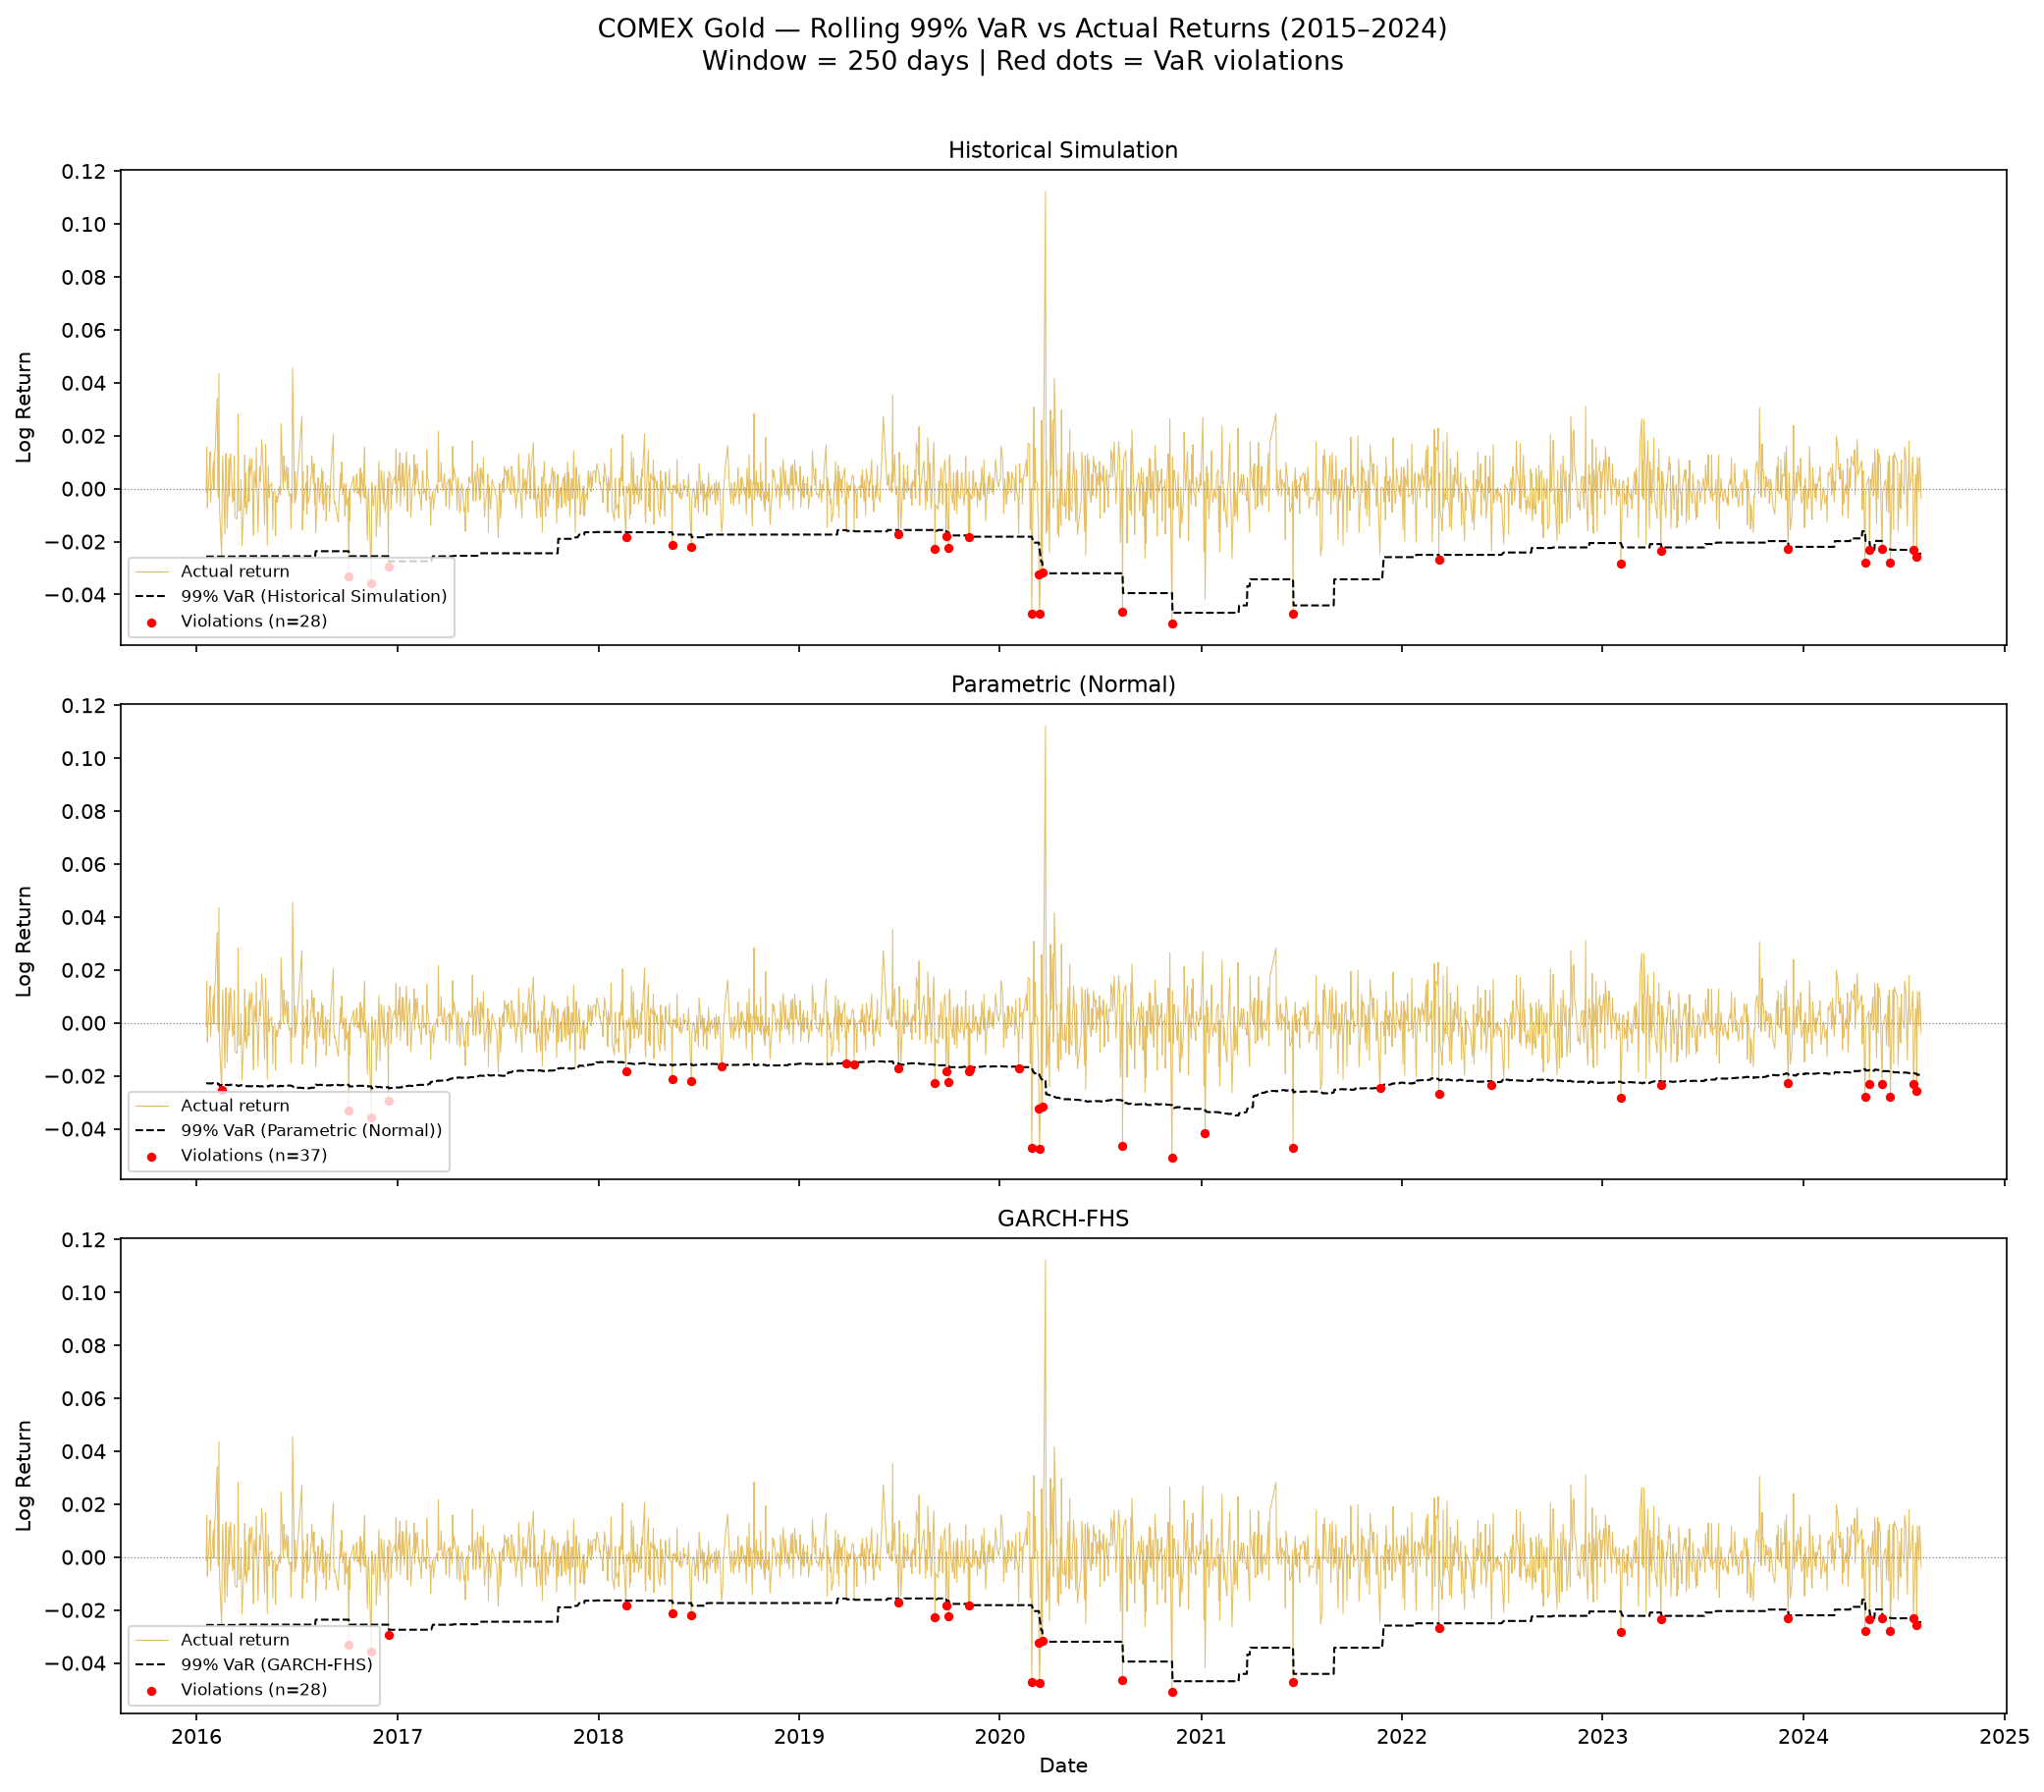 COMEX Gold — Rolling 99% VaR vs Actual Returns (2015–2024)
Window = 250 days | Red dots = VaR violations
Historical Simulation
0.12
0.10
0.08
0.06
0.04
0.02
0.00
−0.02
−0.04
Log Return
Actual return
99% VaR (Historical Simulation)
Violations (n=28)
Parametric (Normal)
0.12
0.10
0.08
0.06
0.04
0.02
0.00
−0.02
−0.04
Log Return
Actual return
99% VaR (Parametric (Normal))
Violations (n=37)
GARCH-FHS
0.12
0.10
0.08
0.06
0.04
0.02
0.00
−0.02
−0.04
Log Return
Actual return
99% VaR (GARCH-FHS)
Violations (n=28)
2016 2017 2018 2019 2020 2021 2022 2023 2024 2025
Date